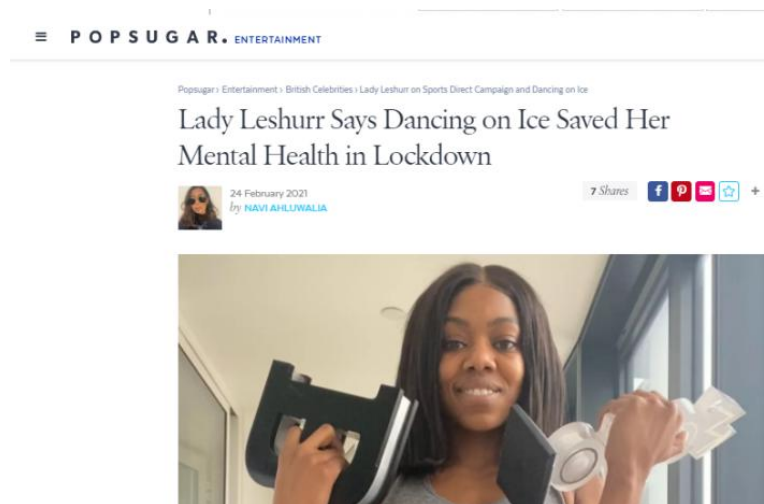 POPSUGAR. ENTERTAINMENT
Popsugar › Entertainment › British Celebrities › Lady Leshurr on Sports Direct Campaign and Dancing on Ice
Lady Leshurr Says Dancing on Ice Saved Her
Mental Health in Lockdown
24 February 2021
by NAVI AHLUWALIA
7 Shares